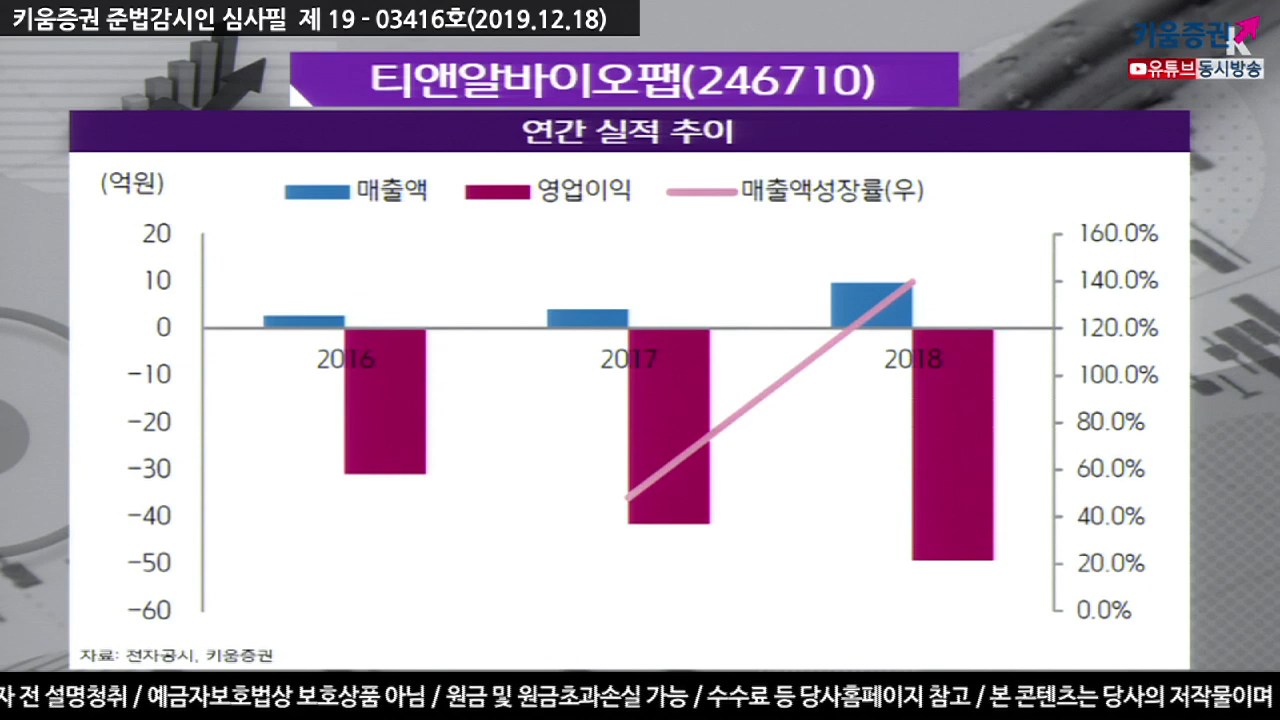 키움증권 준법감시인 심사필 제 19 - 03416호(2019.12.18)
키움증권
유튜브 동시방송
티앤알바이오팹(246710)
연간 실적 추이
(억원)
매출액 영업이익 매출액성장률(우)
20 160.0%
10 140.0%
0 120.0%
2016 2017 2018
-10 100.0%
-20 80.0%
-30 60.0%
-40 40.0%
-50 20.0%
-60 0.0%
자료: 전자공시, 키움증권
자 전 설명청취 / 예금자보호법상 보호상품 아님 / 원금 및 원금초과손실 가능 / 수수료 등 당사홈페이지 참고 / 본 콘텐츠는 당사의 저작물이며